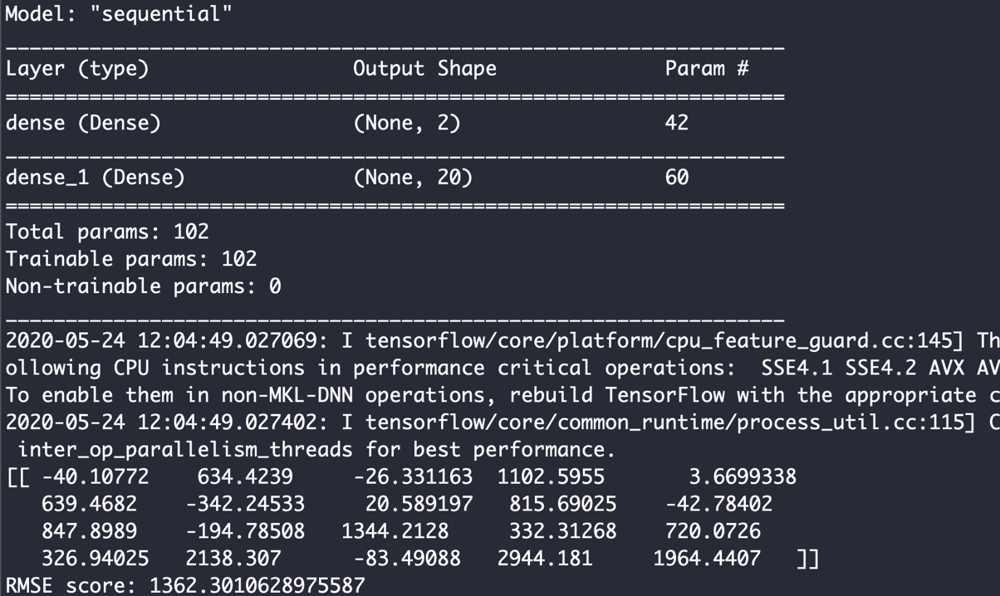 Model: "sequential"
_________________________________________________________________
Layer (type)                 Output Shape              Param #
=================================================================
dense (Dense)                (None, 2)                 42
_________________________________________________________________
dense_1 (Dense)              (None, 20)                60
=================================================================
Total params: 102
Trainable params: 102
Non-trainable params: 0
_________________________________________________________________
2020-05-24 12:04:49.027069: I tensorflow/core/platform/cpu_feature_guard.cc:145] Th
ollowing CPU instructions in performance critical operations:  SSE4.1 SSE4.2 AVX AV
To enable them in non-MKL-DNN operations, rebuild TensorFlow with the appropriate c
2020-05-24 12:04:49.027402: I tensorflow/core/common_runtime/process_util.cc:115] C
 inter_op_parallelism_threads for best performance.
[[ -40.10772    634.4239     -26.331163  1102.5955       3.6699338
   639.4682    -342.24533     20.589197   815.69025    -42.78402
   847.8989    -194.78508   1344.2128     332.31268    720.0726
   326.94025   2138.307      -83.49088   2944.181     1964.4407   ]]
RMSE score: 1362.3010628975587